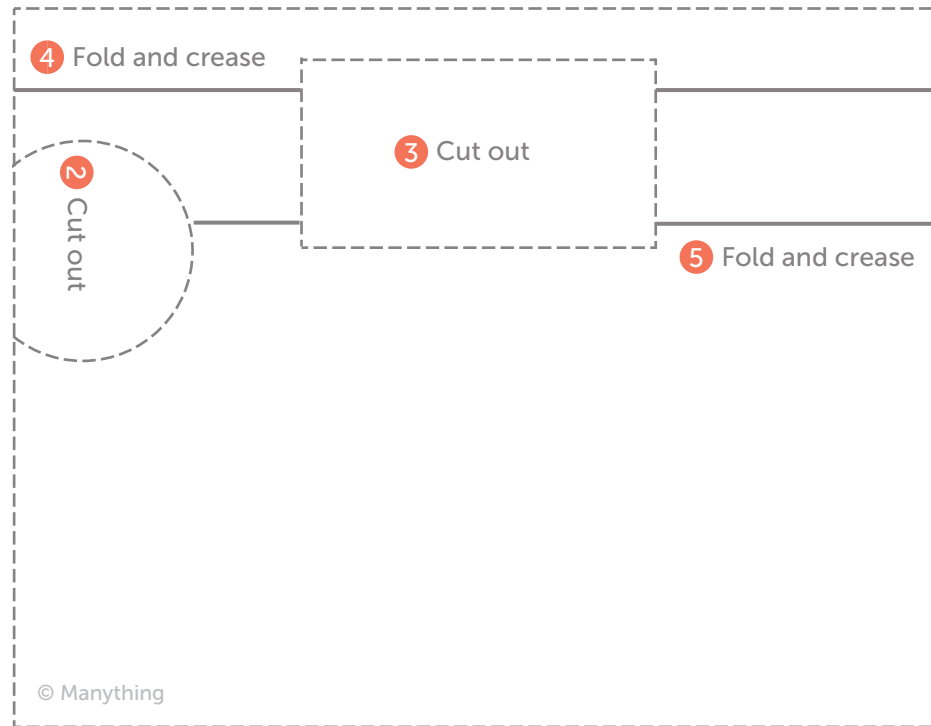 4 Fold and crease
3 Cut out
2 Cut out
5 Fold and crease
© Manything